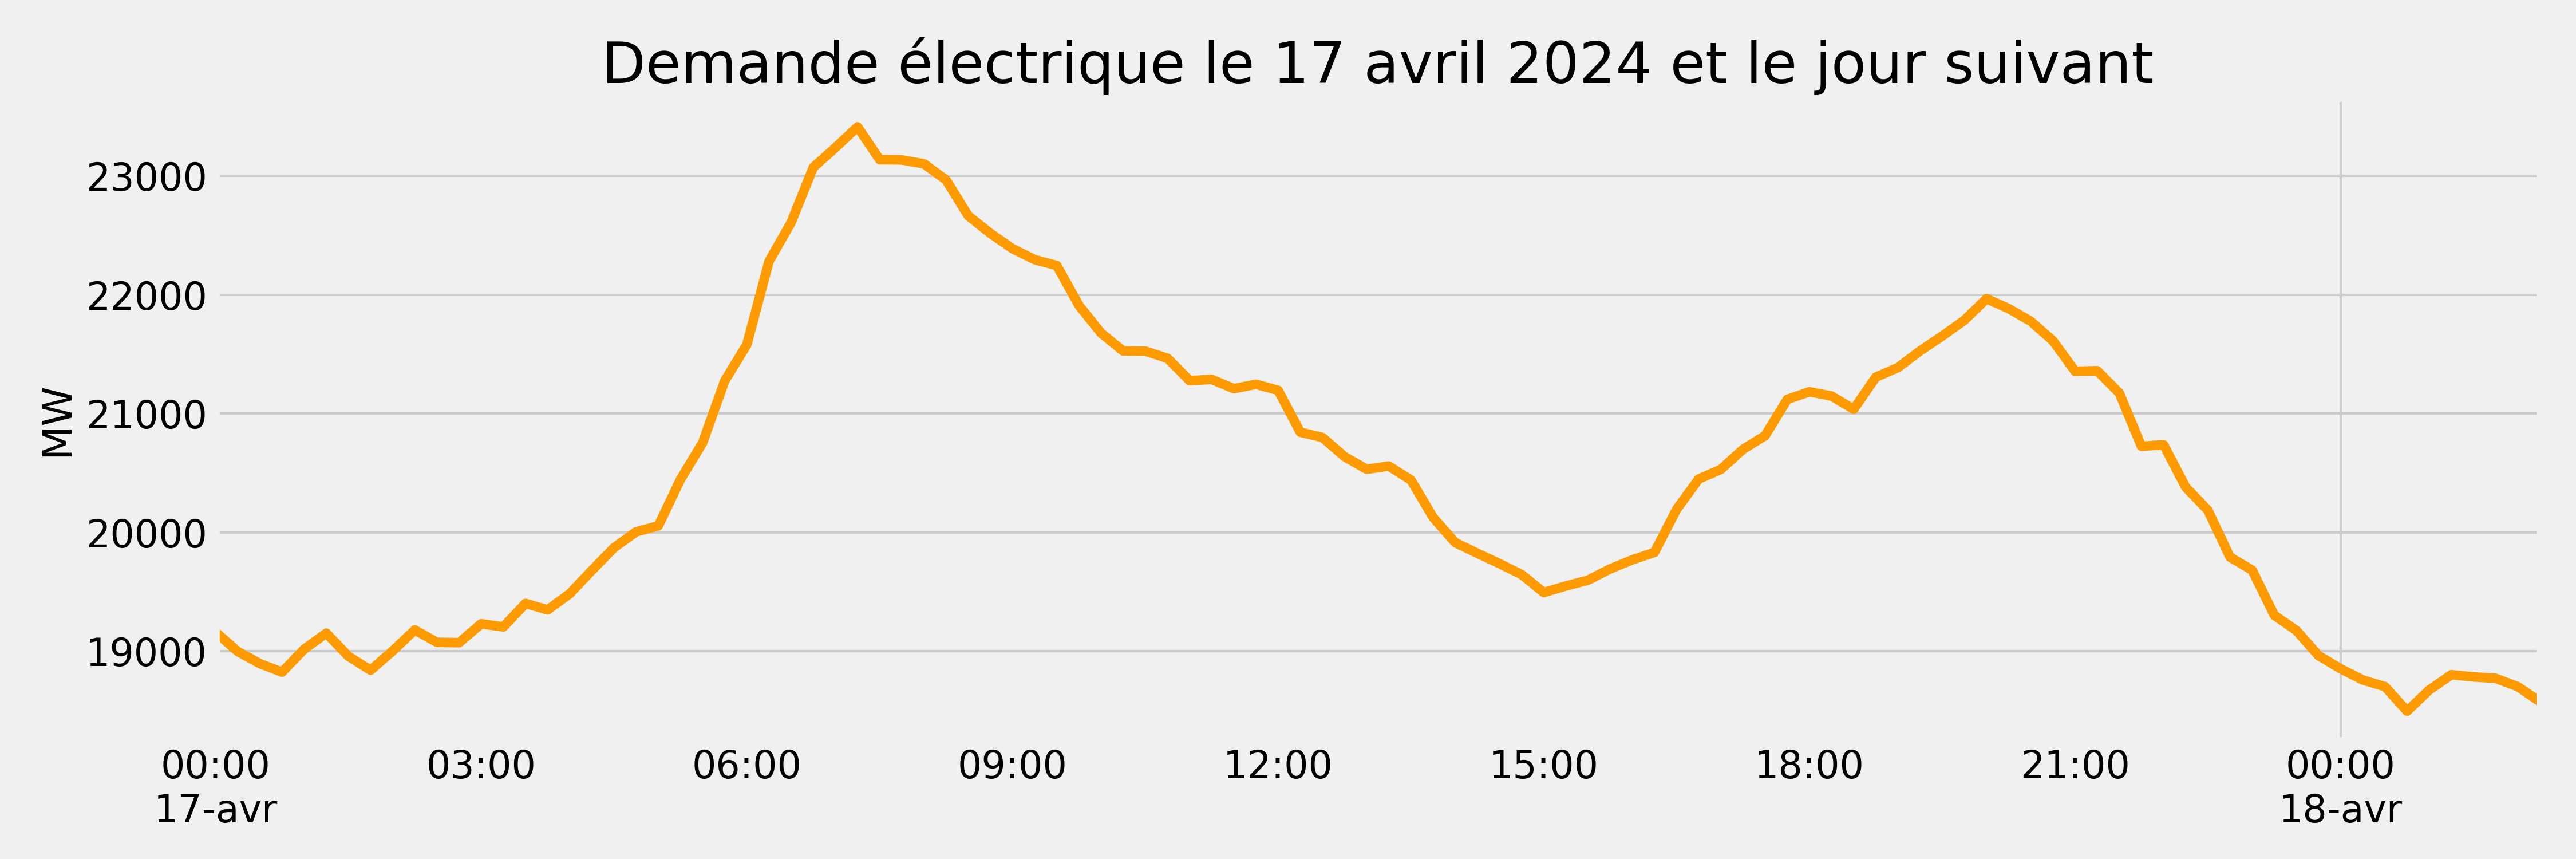 Demande électrique le 17 avril 2024 et le jour suivant
MW
23000
22000
21000
20000
19000
00:00 03:00 06:00 09:00 12:00 15:00 18:00 21:00 00:00
17-avr 18-avr